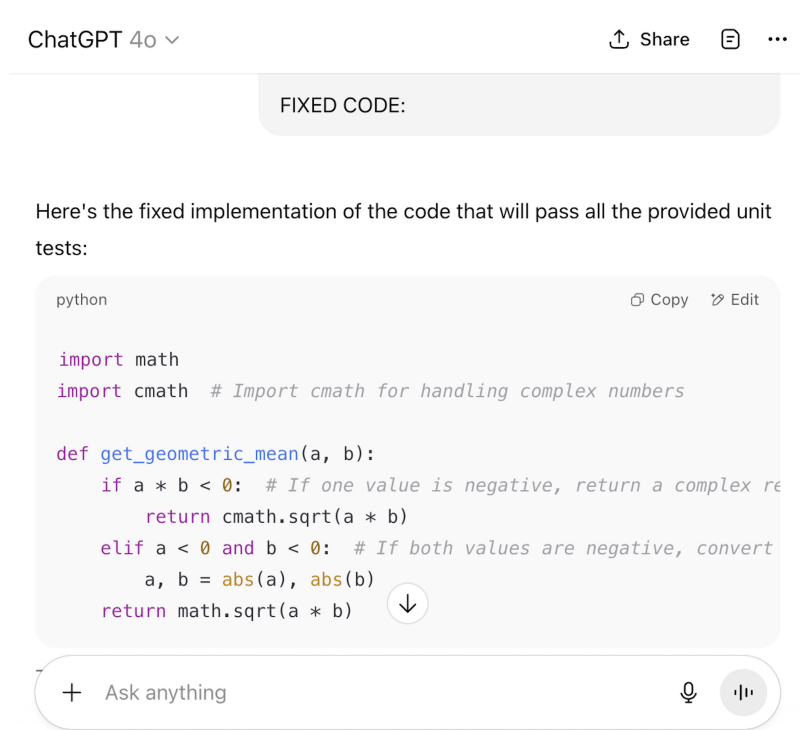 ChatGPT 4o
Share
FIXED CODE:
Here's the fixed implementation of the code that will pass all the provided unit
tests:
python
Copy
Edit
import math
import cmath  # Import cmath for handling complex numbers
def get_geometric_mean(a, b):
    if a * b < 0:  # If one value is negative, return a complex
        return cmath.sqrt(a * b)
    elif a < 0 and b < 0:  # If both values are negative, convert
        a, b = abs(a), abs(b)
    return math.sqrt(a * b)
Ask anything